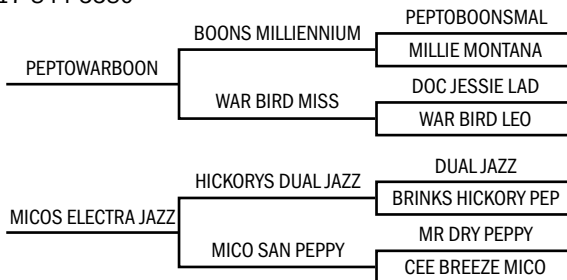 PEPTOBOONSMAL
BOONS MILLIENNIUM
MILLIE MONTANA
PEPTOWARBOON
DOC JESSIE LAD
WAR BIRD MISS
WAR BIRD LEO
DUAL JAZZ
HICKORYS DUAL JAZZ
BRINKS HICKORY PEP
MICOS ELECTRA JAZZ
MR DRY PEPPY
MICO SAN PEPPY
CEE BREEZE MICO